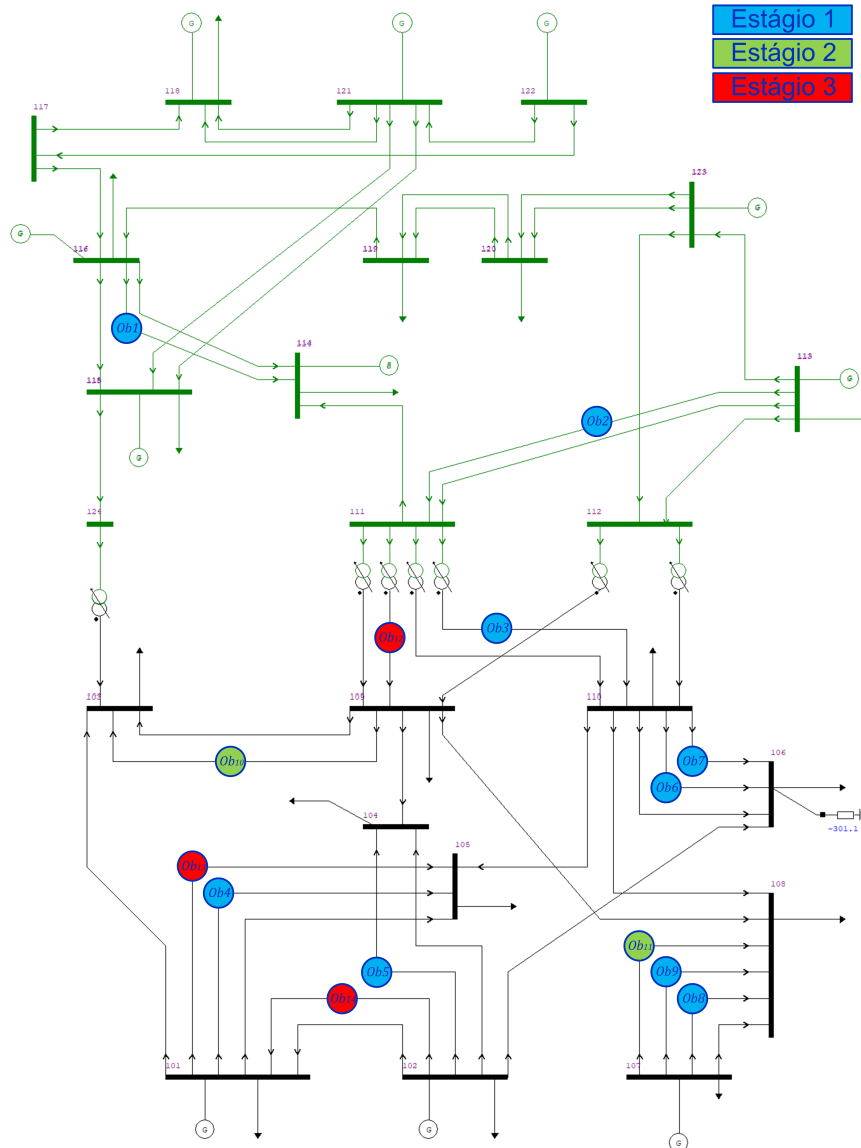 Estágio 1
Estágio 2
Estágio 3
G
G
G
118
121
122
117
123
G
G
116
119
120
Ob1
114
B
113
G
115
Ob2
G
124
111
112
Ob3
103
109
110
Ob10
Ob7
106
Ob6
-301.1
104
105
Ob4
108
Ob11
Ob5
Ob9
Ob14
Ob8
101
102
107
G
G
G